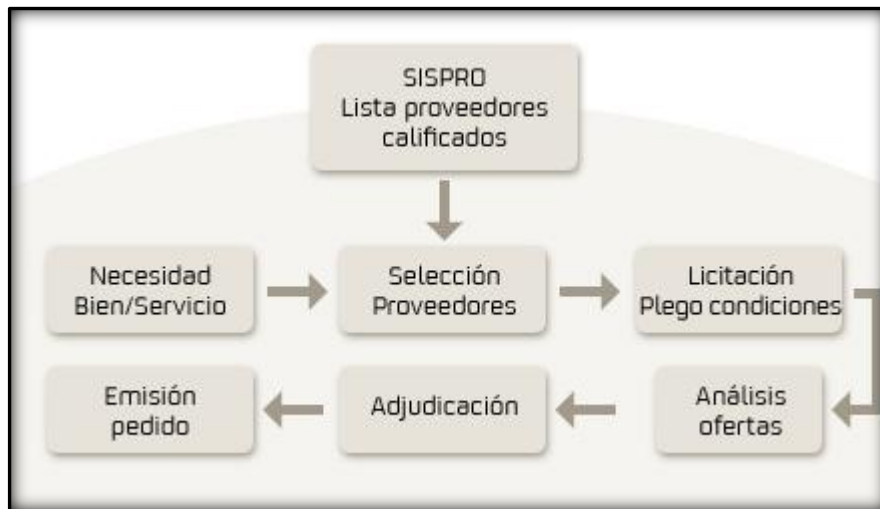 SISPRO
Lista proveedores
calificados
Necesidad
Bien/Servicio
Selección
Proveedores
Licitación
Plego condiciones
Emisión
pedido
Adjudicación
Análisis
ofertas